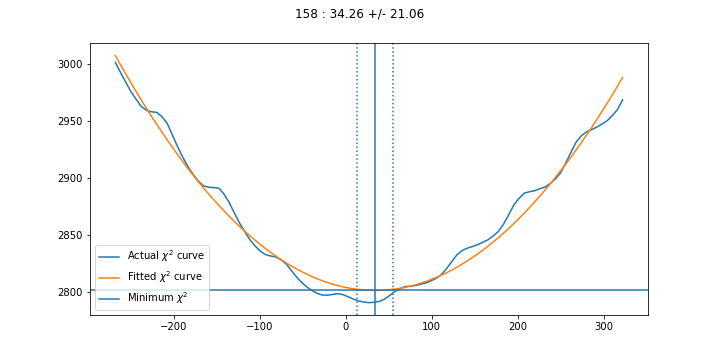 158 : 34.26 +/- 21.06
3000
2950
2900
2850
2800
Actual χ² curve
Fitted χ² curve
Minimum χ²
−200 −100 0 100 200 300